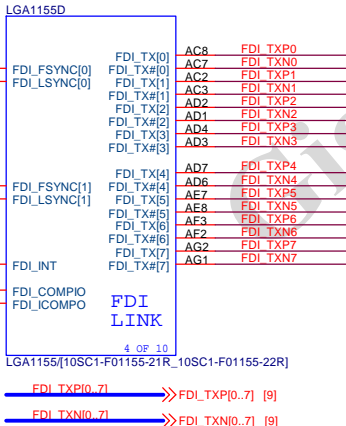 LGA1155D
FDI_TX[0] AC8 FDI_TXP0
FDI_FSYNC[0] FDI_TX#[0] AC7 FDI_TXN0
FDI_LSYNC[0] FDI_TX[1] AC2 FDI_TXP1
FDI_TX#[1] AC3 FDI_TXN1
FDI_TX[2] AD2 FDI_TXP2
FDI_TX#[2] AD1 FDI_TXN2
FDI_TX[3] AD4 FDI_TXP3
FDI_TX#[3] AD3 FDI_TXN3
FDI_TX[4] AD7 FDI_TXP4
FDI_FSYNC[1] FDI_TX#[4] AD6 FDI_TXN4
FDI_LSYNC[1] FDI_TX[5] AE7 FDI_TXP5
FDI_TX#[5] AE8 FDI_TXN5
FDI_TX[6] AF3 FDI_TXP6
FDI_TX#[6] AF2 FDI_TXN6
FDI_TX[7] AG2 FDI_TXP7
FDI_INT FDI_TX#[7] AG1 FDI_TXN7
FDI_COMPIO
FDI_ICOMPO
FDI
LINK
4 OF 10
LGA1155/[10SC1-F01155-21R_10SC1-F01155-22R]
FDI_TXP[0..7] FDI_TXP[0..7] [9]
FDI_TXN[0..7] FDI_TXN[0..7] [9]